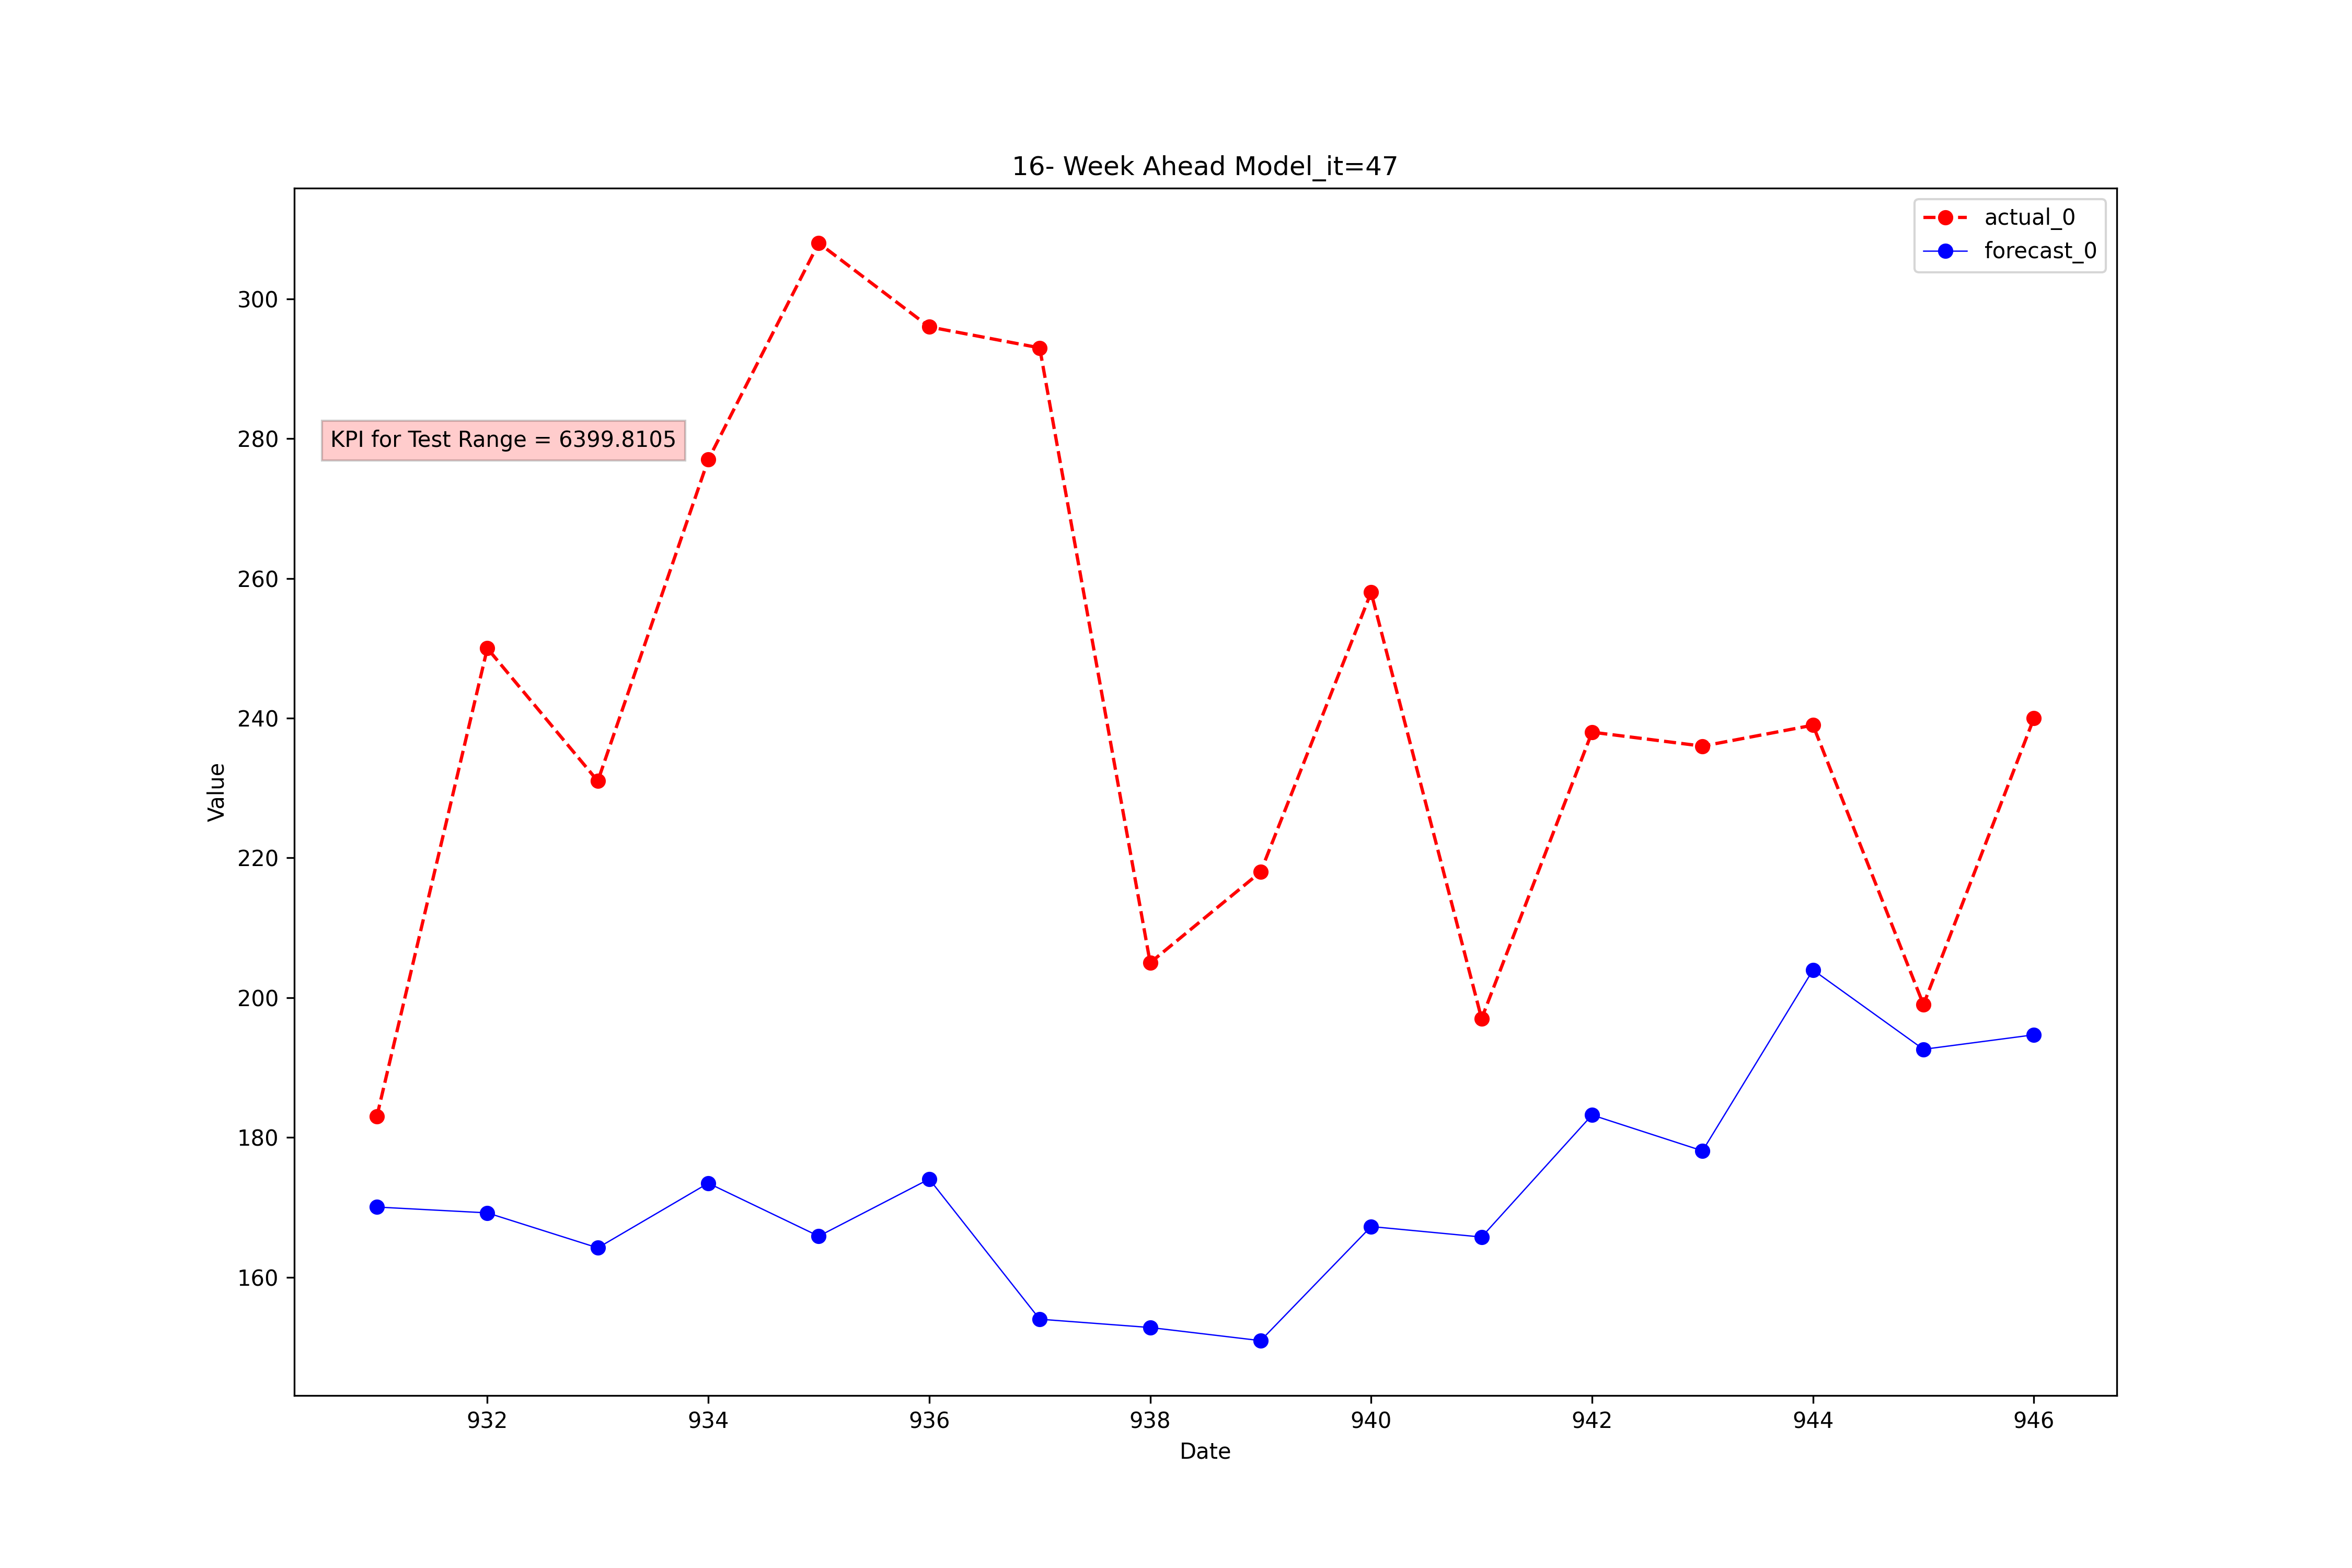 16- Week Ahead Model_it=47
actual_0
forecast_0
KPI for Test Range = 6399.8105
Value
300
280
260
240
220
200
180
160
932 934 936 938 940 942 944 946
Date